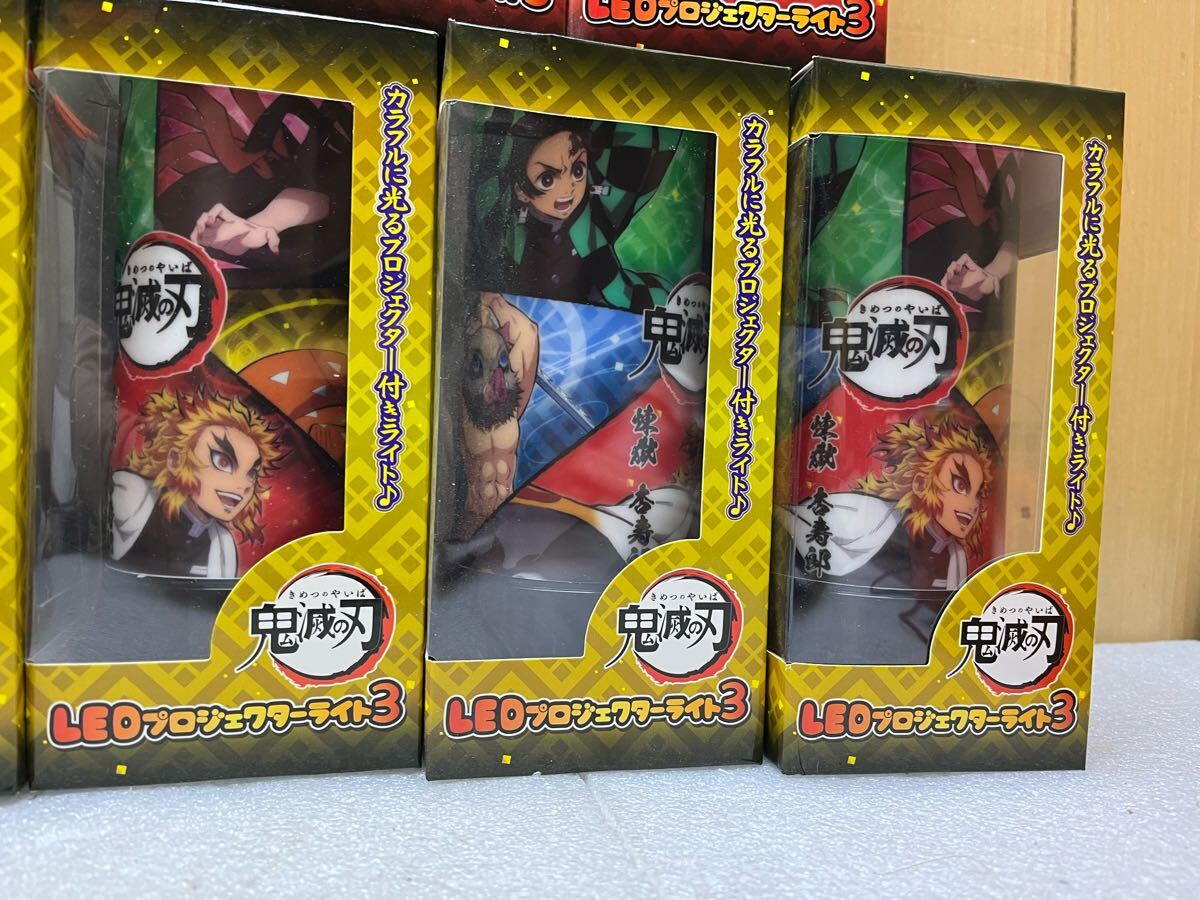 LEDプロジェクターライト3
カラフルに光るプロジェクター付きライト♪
きめつのやいば
鬼滅の刃
きめつのやいば
鬼滅の刃
LEDプロジェクターライト3
カラフルに光るプロジェクター付きライト♪
きめつの
鬼滅
煉獄 杏寿郎
きめつのやいば
鬼滅の刃
LEDプロジェクターライト3
カラフルに光るプロジェクター付きライト♪
きめつのやいば
鬼滅の刃
煉獄 杏寿郎
きめつのやいば
鬼滅の刃
LEDプロジェクターライト3